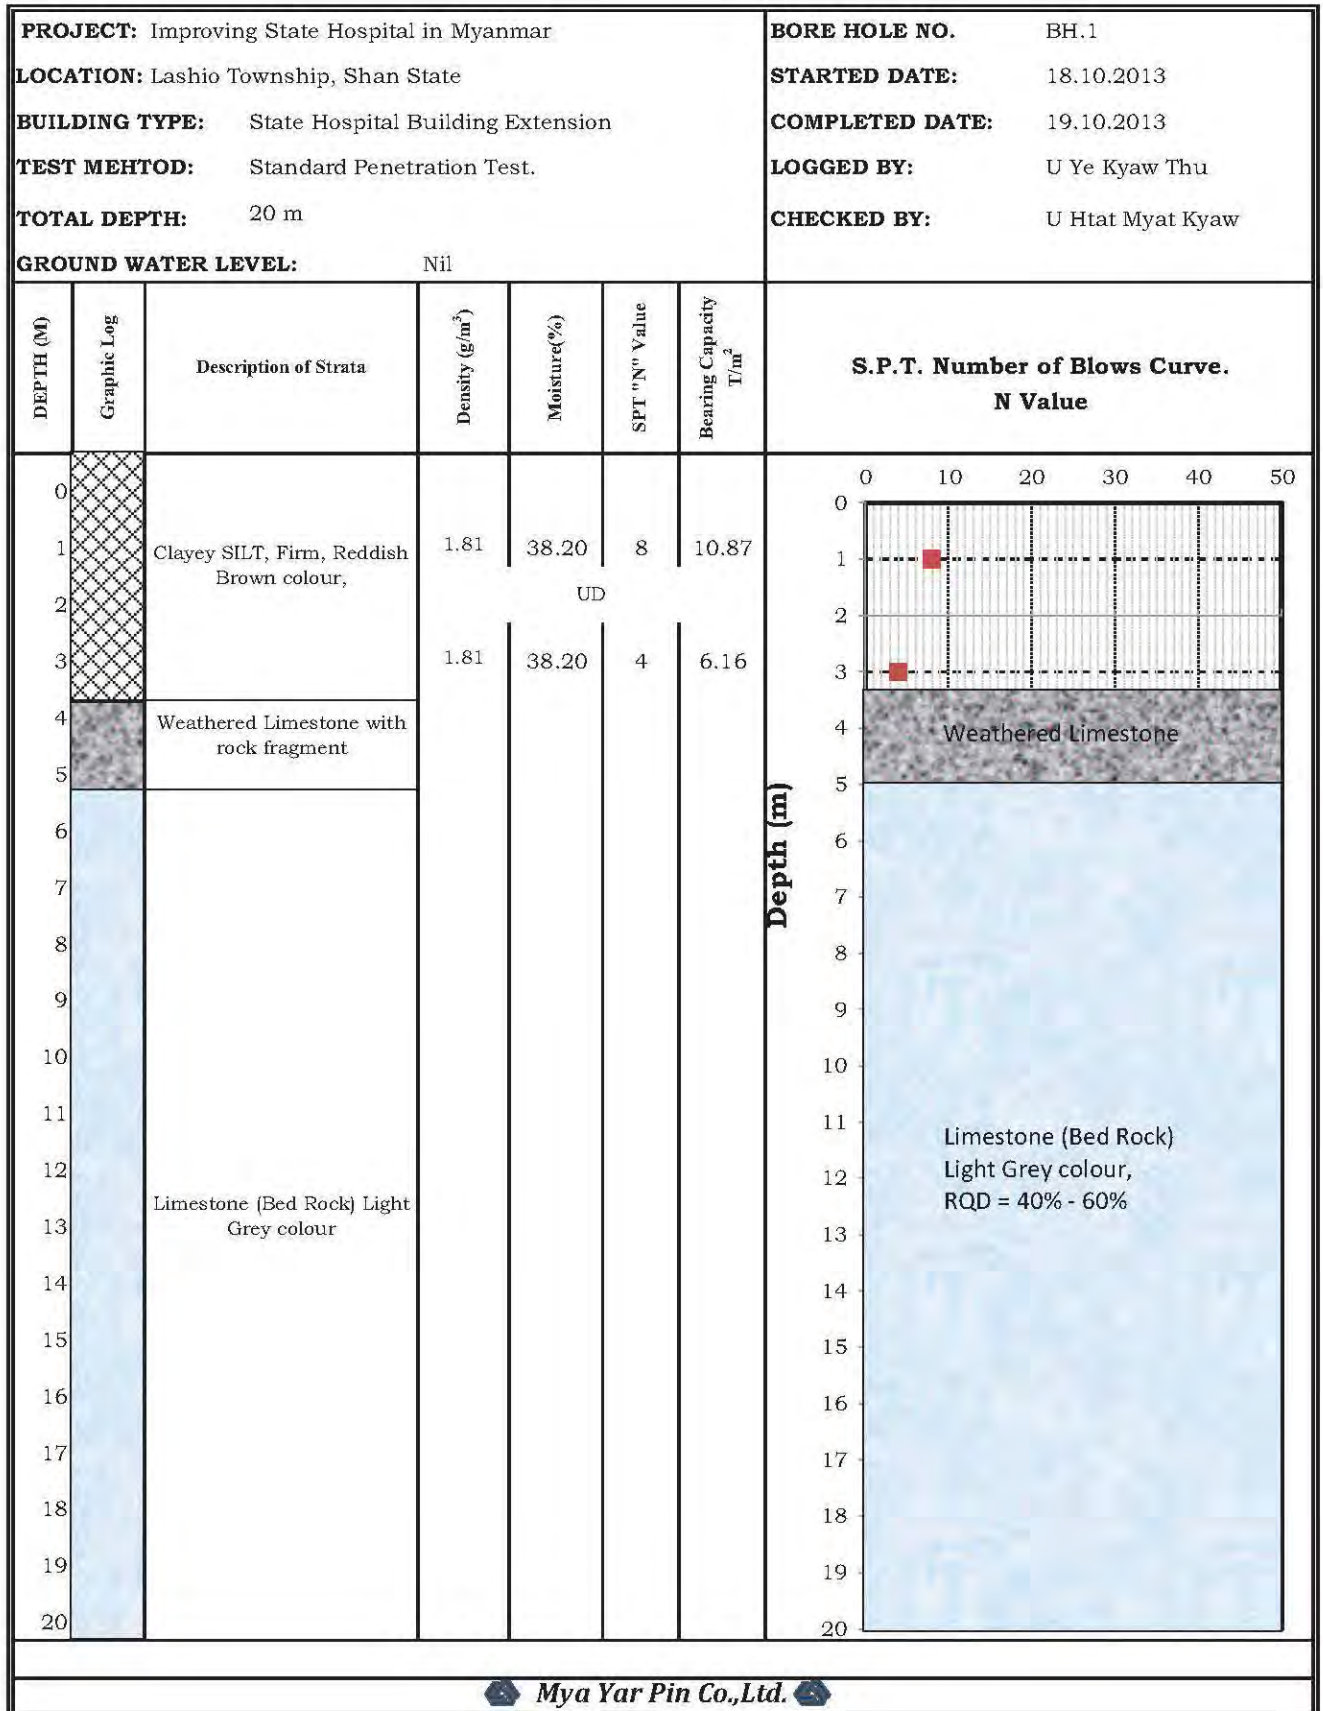 PROJECT: Improving State Hospital in Myanmar
LOCATION: Lashio Township, Shan State
BUILDING TYPE: State Hospital Building Extension
TEST MEHTOD: Standard Penetration Test.
TOTAL DEPTH: 20 m
GROUND WATER LEVEL: Nil
BORE HOLE NO. BH.1
STARTED DATE: 18.10.2013
COMPLETED DATE: 19.10.2013
LOGGED BY: U Ye Kyaw Thu
CHECKED BY: U Htat Myat Kyaw
DEPTH (M)
Graphic Log
Description of Strata
Density (g/m³)
Moisture(%)
SPT "N" Value
Bearing Capacity
T/m²
S.P.T. Number of Blows Curve.
N Value
0
1
2
3
4
5
6
7
8
9
10
11
12
13
14
15
16
17
18
19
20
Clayey SILT, Firm, Reddish
Brown colour,
1.81 38.20 8 10.87
UD
1.81 38.20 4 6.16
Weathered Limestone with
rock fragment
Limestone (Bed Rock) Light
Grey colour
Depth (m)
0 10 20 30 40 50
0
1
2
3
4
5
6
7
8
9
10
11
12
13
14
15
16
17
18
19
20
Weathered Limestone
Limestone (Bed Rock)
Light Grey colour,
RQD = 40% - 60%
Mya Yar Pin Co.,Ltd.